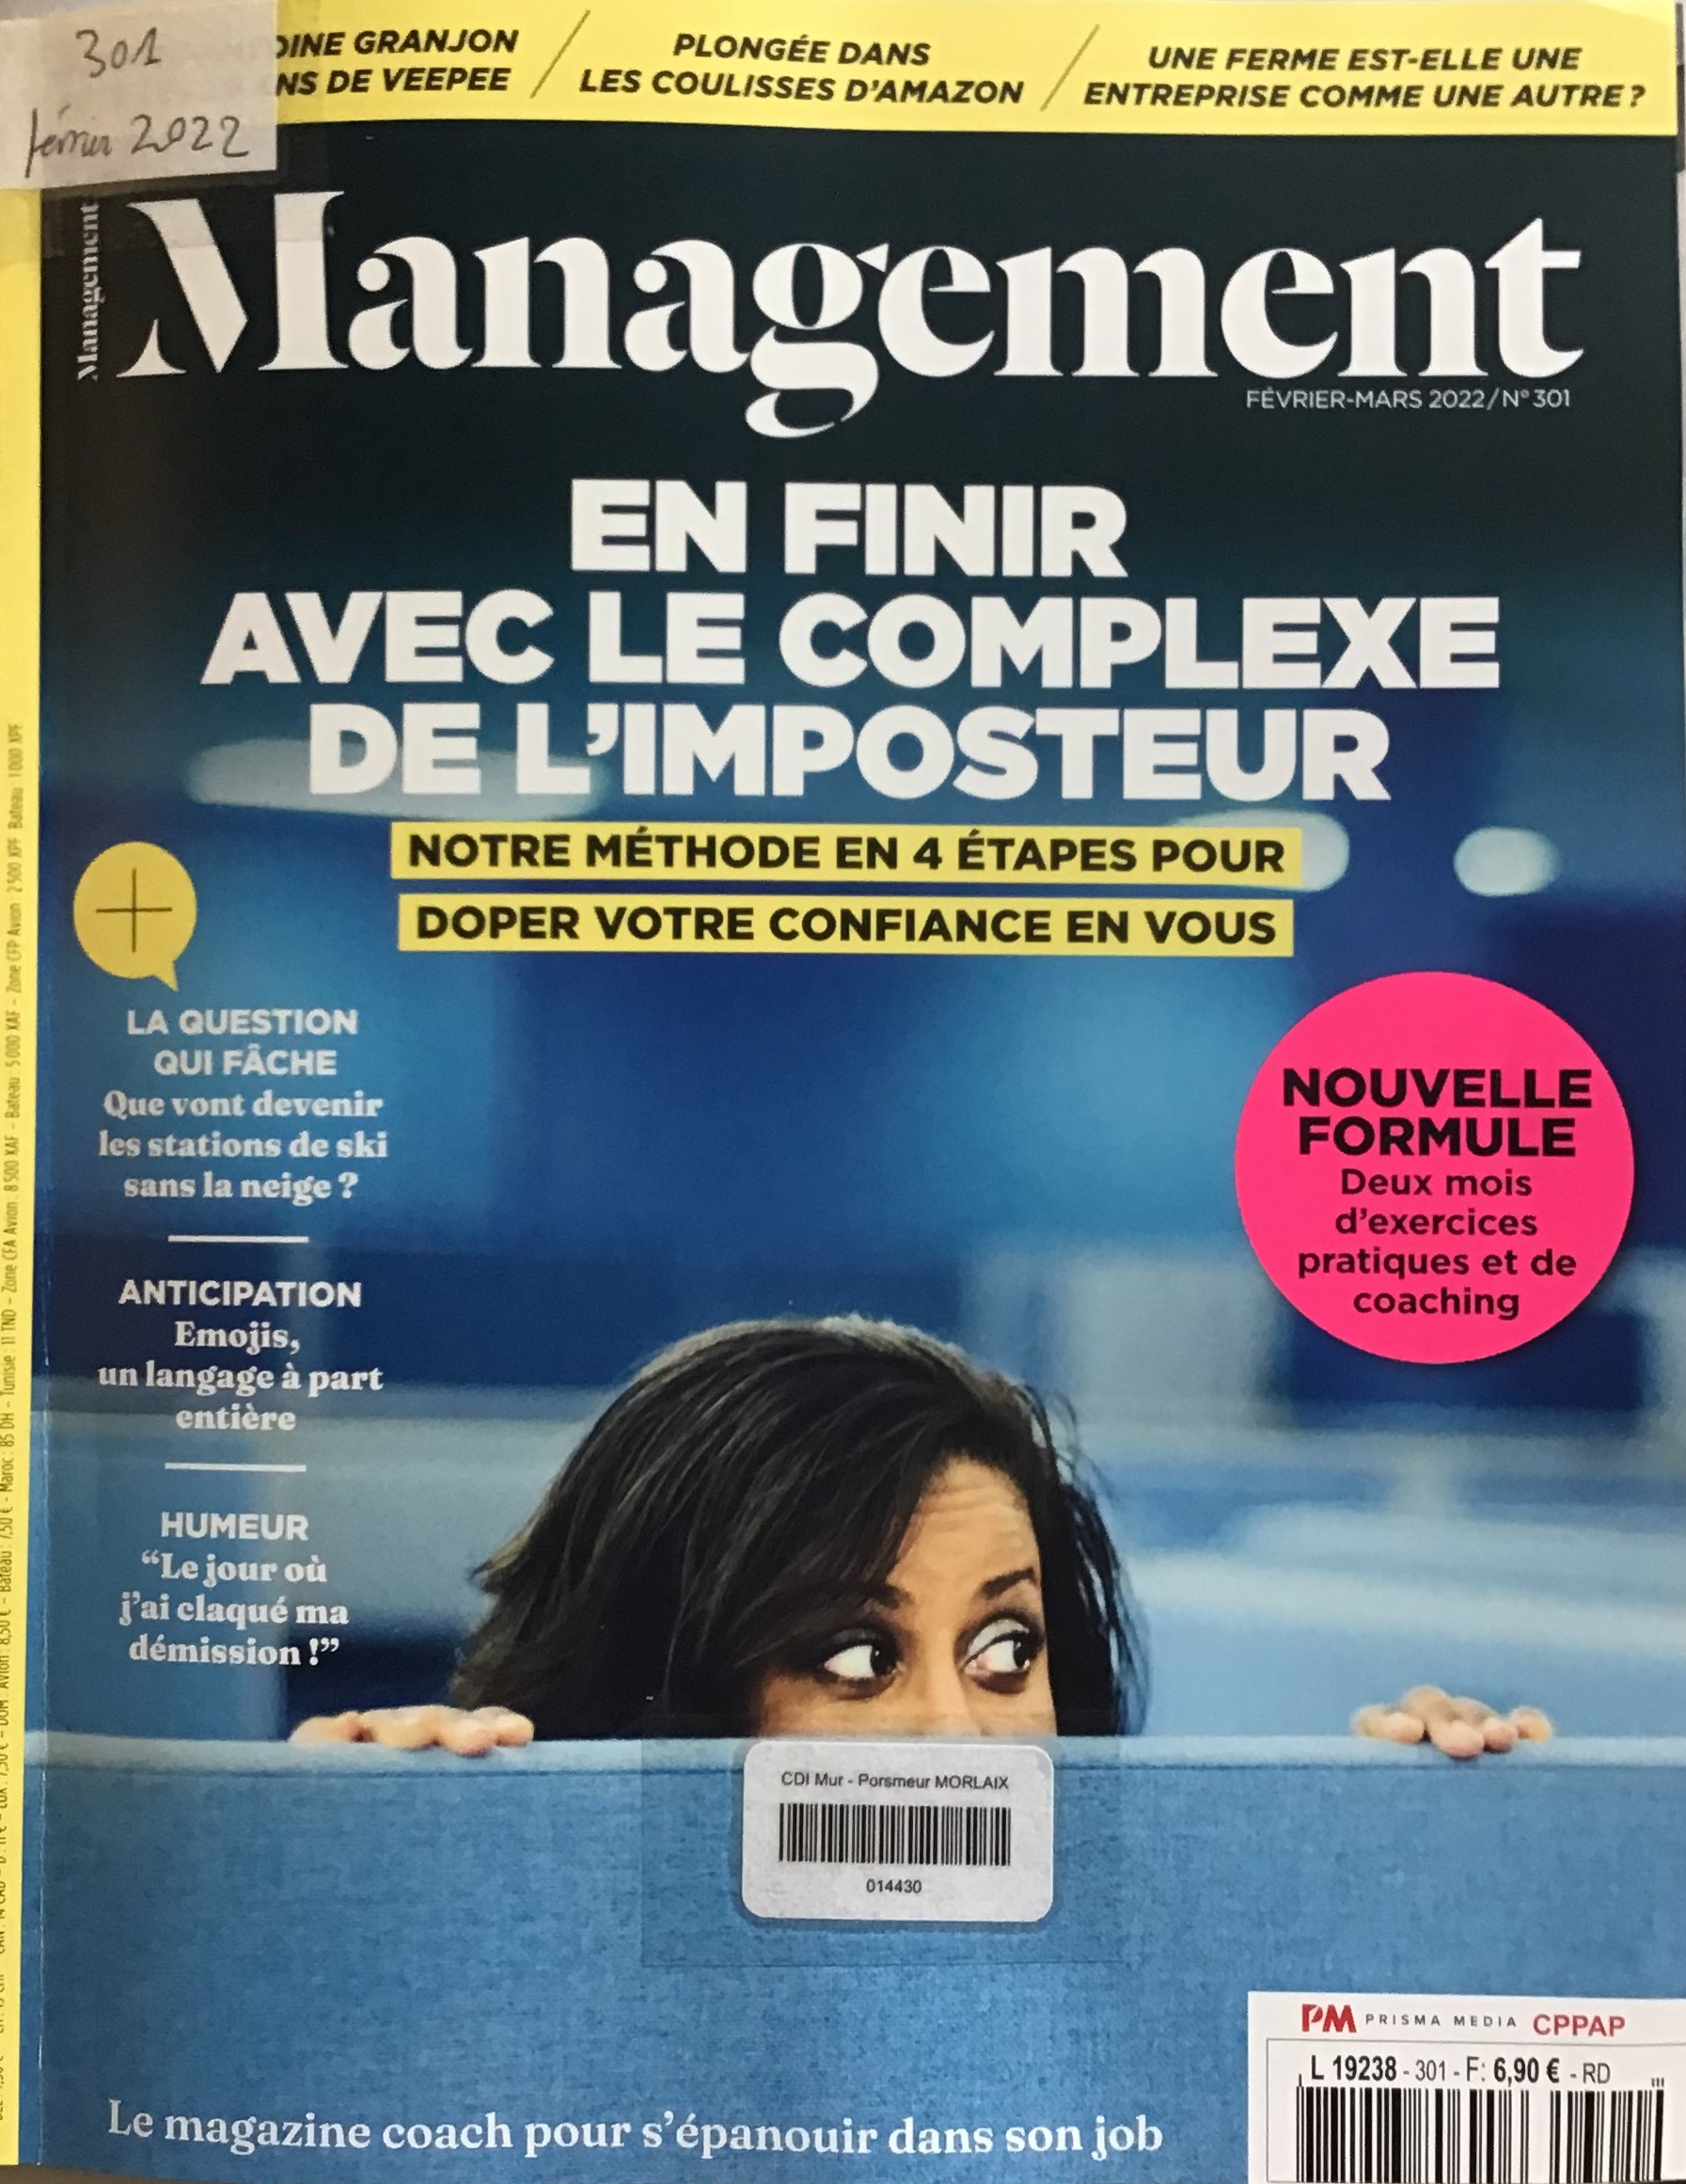 301
février 2022
OINE GRANJON
NS DE VEEPEE
PLONGÉE DANS
LES COULISSES D'AMAZON
UNE FERME EST-ELLE UNE
ENTREPRISE COMME UNE AUTRE ?
Management
Management
FÉVRIER-MARS 2022/N° 301
EN FINIR
AVEC LE COMPLEXE
DE L'IMPOSTEUR
NOTRE MÉTHODE EN 4 ÉTAPES POUR
DOPER VOTRE CONFIANCE EN VOUS
LA QUESTION
QUI FÂCHE
Que vont devenir
les stations de ski
sans la neige ?
ANTICIPATION
Emojis,
un langage à part
entière
HUMEUR
“Le jour où
j'ai claqué ma
démission !”
NOUVELLE
FORMULE
Deux mois
d'exercices
pratiques et de
coaching
CDI Mur - Porsmeur MORLAIX
014430
PM PRISMA MEDIA CPPAP
L 19238 - 301 - F: 6,90 € - RD
Le magazine coach pour s'épanouir dans son job
Maroc : 85 DH - Tunisie : 11 TND - Zone CFA Avion : 8 500 XAF - Bateau : 5 000 XAF - Zone CFP Avion 2 500 XPF Bateau 1 000 XPF